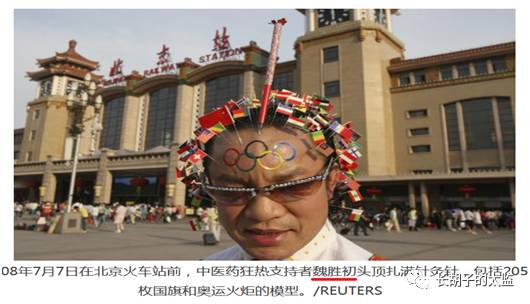 北京站
RAILWAY STATION
08年7月7日在北京火车站前，中医药狂热支持者魏胜初头顶扎满针灸针，包括205
枚国旗和奥运火炬的模型。/REUTERS
长胡子的太监